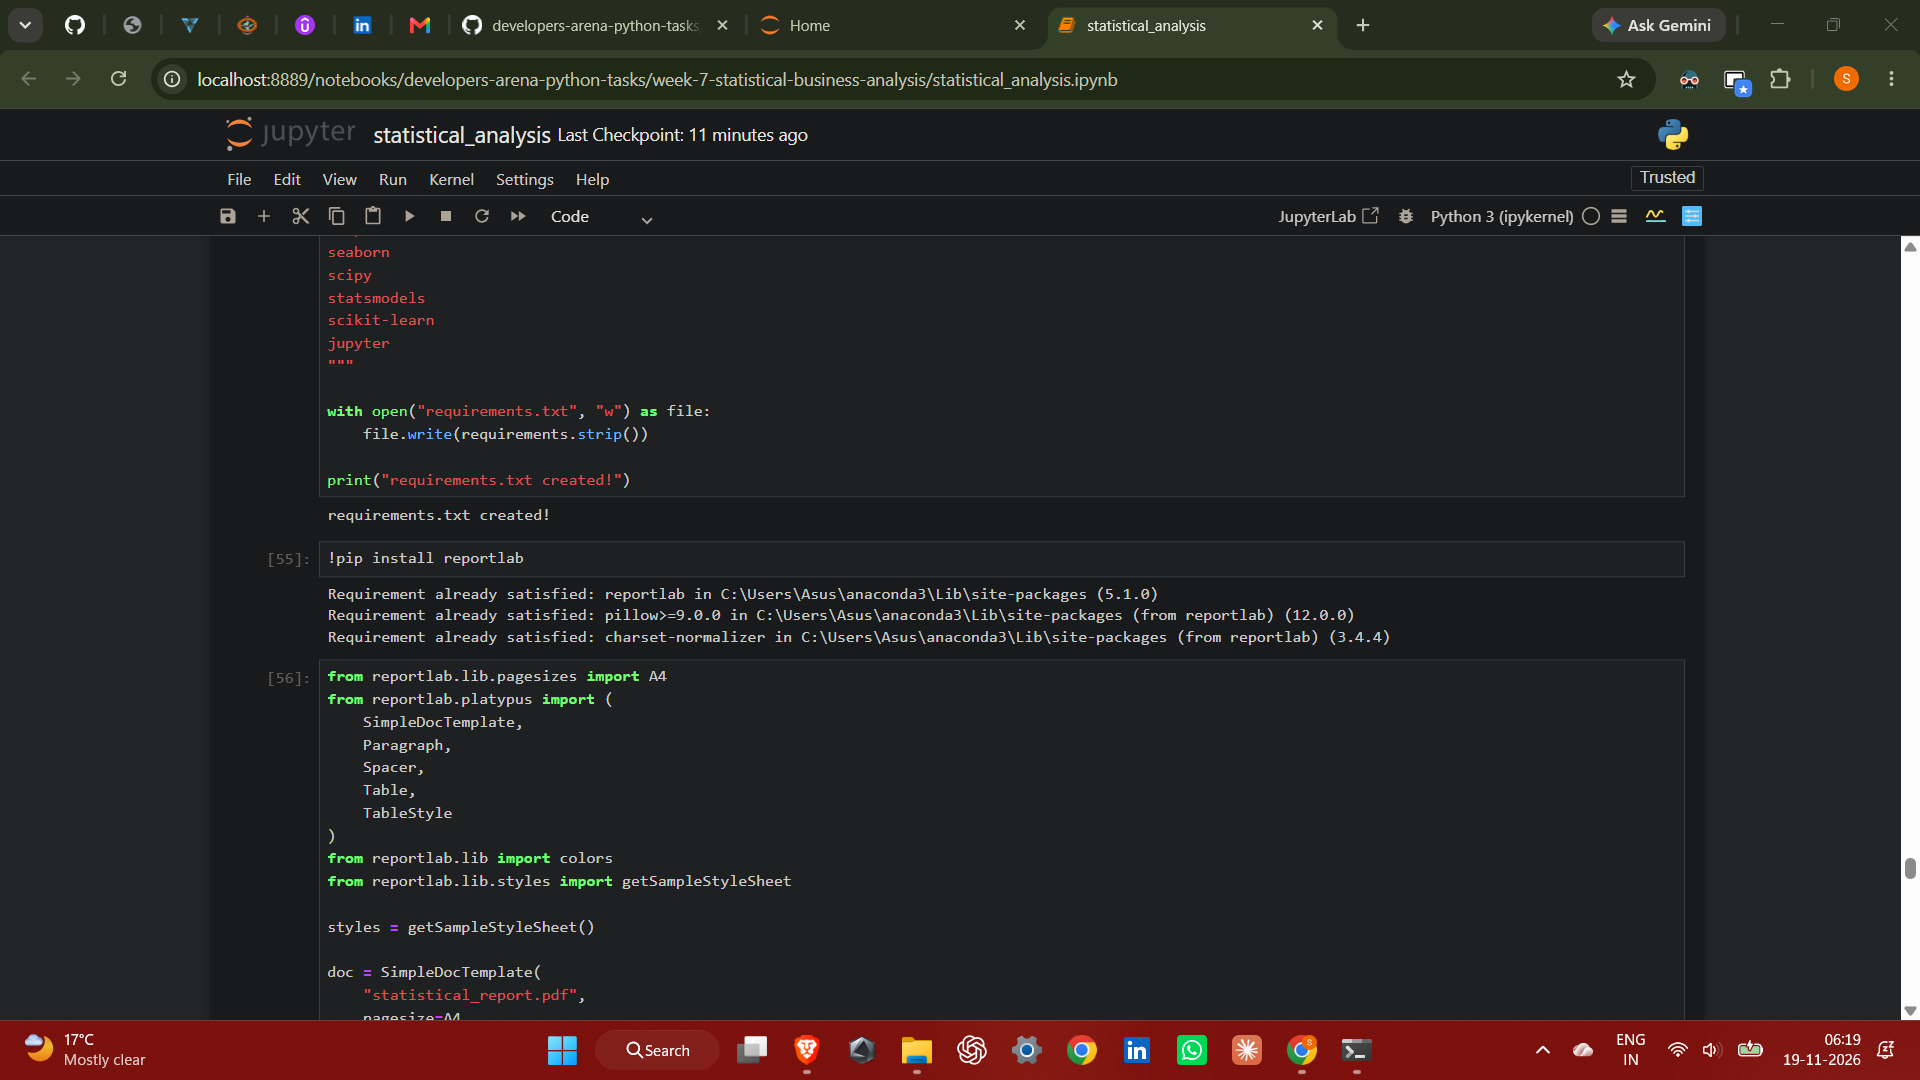 developers-arena-python-tasks
Home
statistical_analysis
Ask Gemini
localhost:8889/notebooks/developers-arena-python-tasks/week-7-statistical-business-analysis/statistical_analysis.ipynb
S
jupyter
statistical_analysis Last Checkpoint: 11 minutes ago
File Edit View Run Kernel Settings Help
Trusted
Code
JupyterLab
Python 3 (ipykernel)
seaborn
scipy
statsmodels
scikit-learn
jupyter
"""
with open("requirements.txt", "w") as file:
    file.write(requirements.strip())
print("requirements.txt created!")
requirements.txt created!
[55]: !pip install reportlab
Requirement already satisfied: reportlab in C:\Users\Asus\anaconda3\Lib\site-packages (5.1.0)
Requirement already satisfied: pillow>=9.0.0 in C:\Users\Asus\anaconda3\Lib\site-packages (from reportlab) (12.0.0)
Requirement already satisfied: charset-normalizer in C:\Users\Asus\anaconda3\Lib\site-packages (from reportlab) (3.4.4)
[56]: from reportlab.lib.pagesizes import A4
from reportlab.platypus import (
    SimpleDocTemplate,
    Paragraph,
    Spacer,
    Table,
    TableStyle
)
from reportlab.lib import colors
from reportlab.lib.styles import getSampleStyleSheet
styles = getSampleStyleSheet()
doc = SimpleDocTemplate(
    "statistical_report.pdf",
    pagesize=A4
17°C
Mostly clear
Search
ENG
IN
06:19
19-11-2026